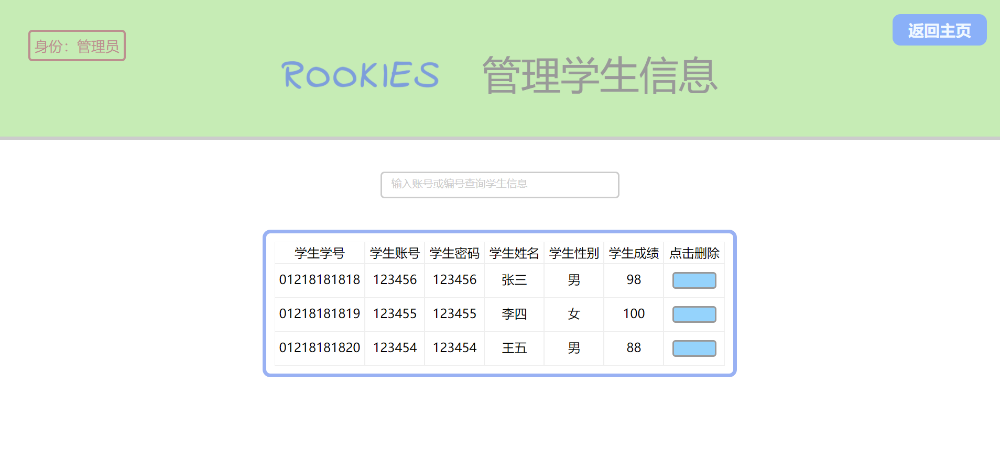 身份：管理员
返回主页
ROOKIES 管理学生信息
输入账号或编号查询学生信息
学生学号 学生账号 学生密码 学生姓名 学生性别 学生成绩 点击删除
01218181818 123456 123456 张三 男 98
01218181819 123455 123455 李四 女 100
01218181820 123454 123454 王五 男 88